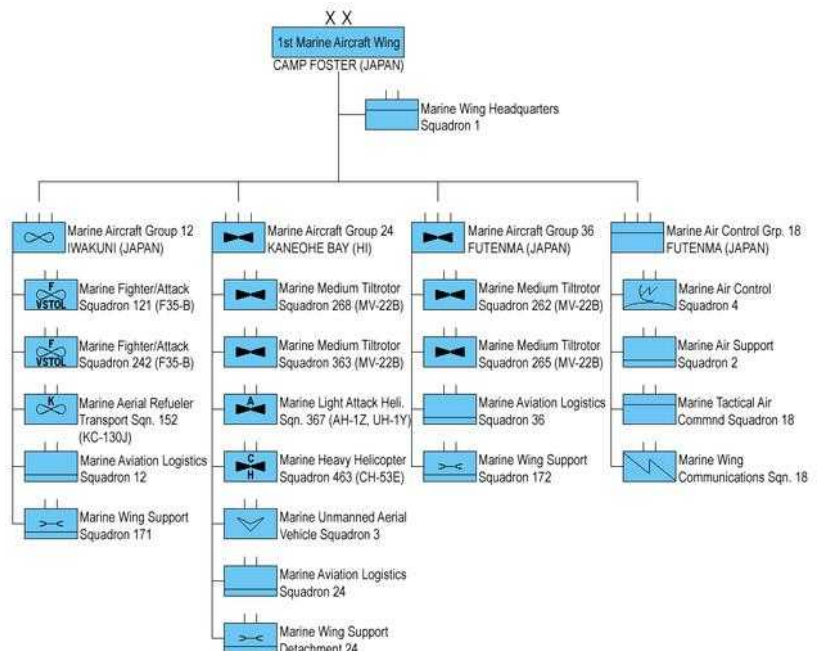 X X
1st Marine Aircraft Wing
CAMP FOSTER (JAPAN)
Marine Wing Headquarters
Squadron 1
Marine Aircraft Group 12
IWAKUNI (JAPAN)
F
VSTOL
Marine Fighter/Attack
Squadron 121 (F35-B)
F
VSTOL
Marine Fighter/Attack
Squadron 242 (F35-B)
K
Marine Aerial Refueler
Transport Sqn. 152
(KC-130J)
Marine Aviation Logistics
Squadron 12
Marine Wing Support
Squadron 171
Marine Aircraft Group 24
KANEOHE BAY (HI)
Marine Medium Tiltrotor
Squadron 268 (MV-22B)
Marine Medium Tiltrotor
Squadron 363 (MV-22B)
A
Marine Light Attack Heli.
Sqn. 367 (AH-1Z, UH-1Y)
C
H
Marine Heavy Helicopter
Squadron 463 (CH-53E)
Marine Unmanned Aerial
Vehicle Squadron 3
Marine Aviation Logistics
Squadron 24
Marine Wing Support
Detachment 24
Marine Aircraft Group 36
FUTENMA (JAPAN)
Marine Medium Tiltrotor
Squadron 262 (MV-22B)
Marine Medium Tiltrotor
Squadron 265 (MV-22B)
Marine Aviation Logistics
Squadron 36
Marine Wing Support
Squadron 172
Marine Air Control Grp. 18
FUTENMA (JAPAN)
Marine Air Control
Squadron 4
Marine Air Support
Squadron 2
Marine Tactical Air
Commnd Squadron 18
Marine Wing
Communications Sqn. 18